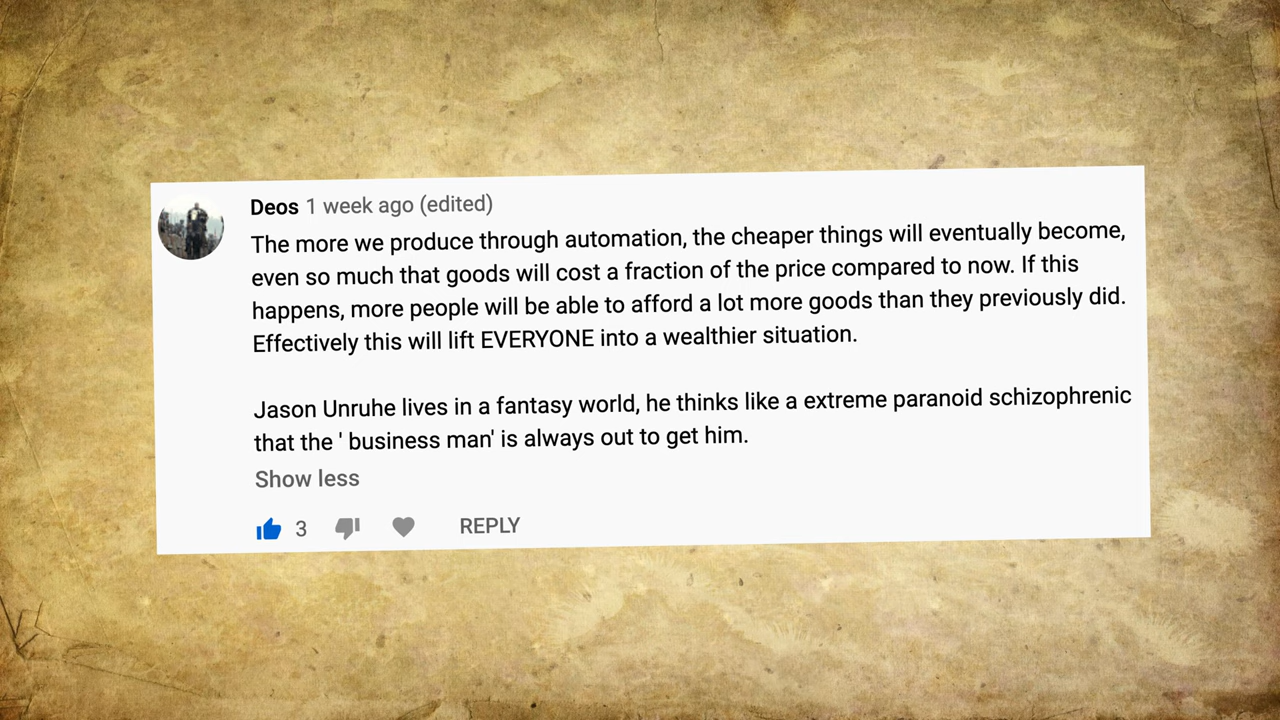 Deos 1 week ago (edited)
The more we produce through automation, the cheaper things will eventually become,
even so much that goods will cost a fraction of the price compared to now. If this
happens, more people will be able to afford a lot more goods than they previously did.
Effectively this will lift EVERYONE into a wealthier situation.
Jason Unruhe lives in a fantasy world, he thinks like a extreme paranoid schizophrenic
that the ' business man' is always out to get him.
Show less
3 REPLY